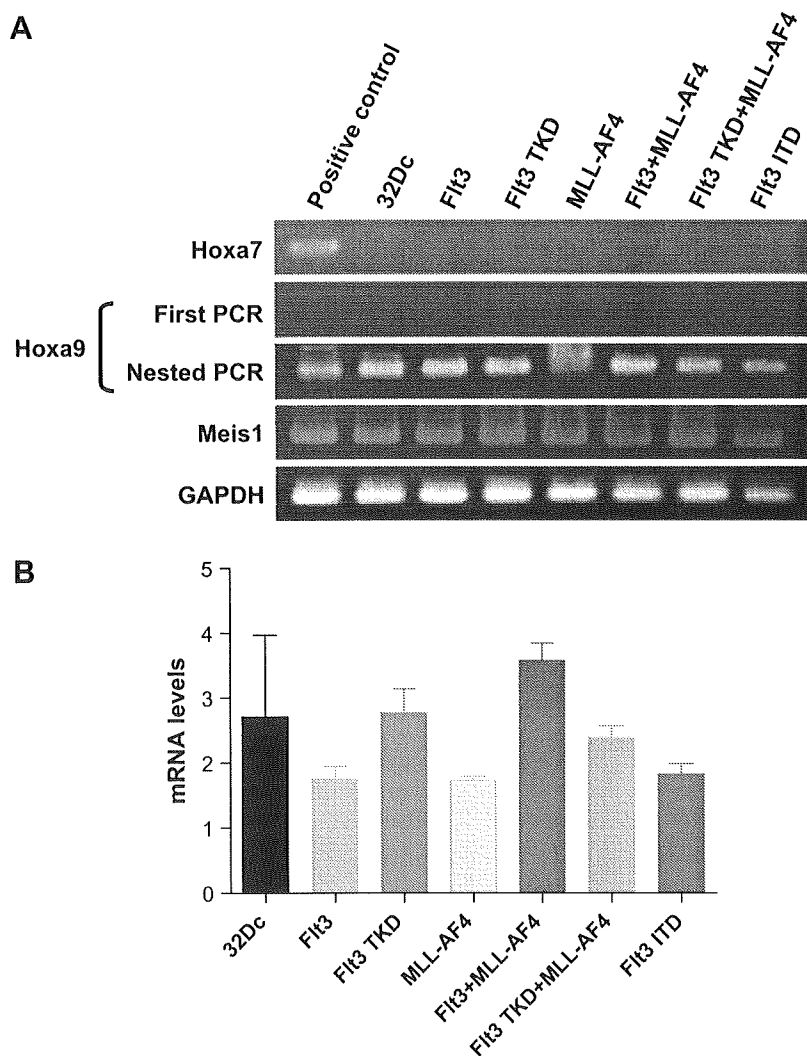 A
Positive control
32Dc
Flt3
Flt3 TKD
MLL-AF4
Flt3+MLL-AF4
Flt3 TKD+MLL-AF4
Flt3 ITD
Hoxa7
Hoxa9
First PCR
Nested PCR
Meis1
GAPDH
B
mRNA levels
5
4
3
2
1
0
32Dc
Flt3
Flt3 TKD
MLL-AF4
Flt3+MLL-AF4
Flt3 TKD+MLL-AF4
Flt3 ITD